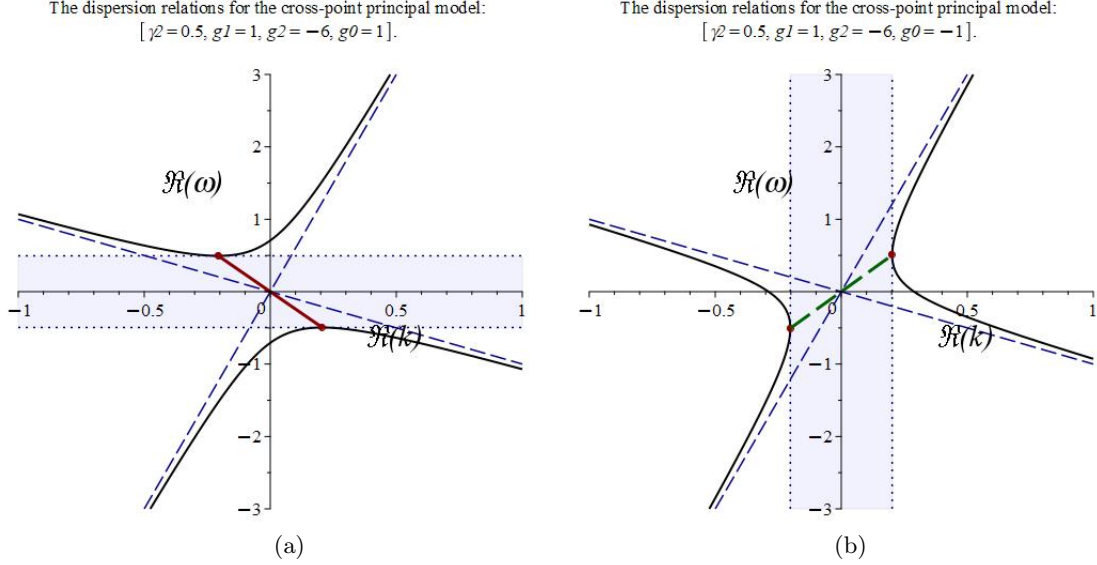 The dispersion relations for the cross-point principal model:
[γ2 = 0.5, g1 = 1, g2 = −6, g0 = 1].
3
2
ℜ(ω)
1
−1
−0.5
0
0.5
1
ℜ(k)
−1
−2
−3
(a)
The dispersion relations for the cross-point principal model:
[γ2 = 0.5, g1 = 1, g2 = −6, g0 = −1].
3
2
ℜ(ω)
1
−1
−0.5
0
0.5
1
ℜ(k)
−1
−2
−3
(b)